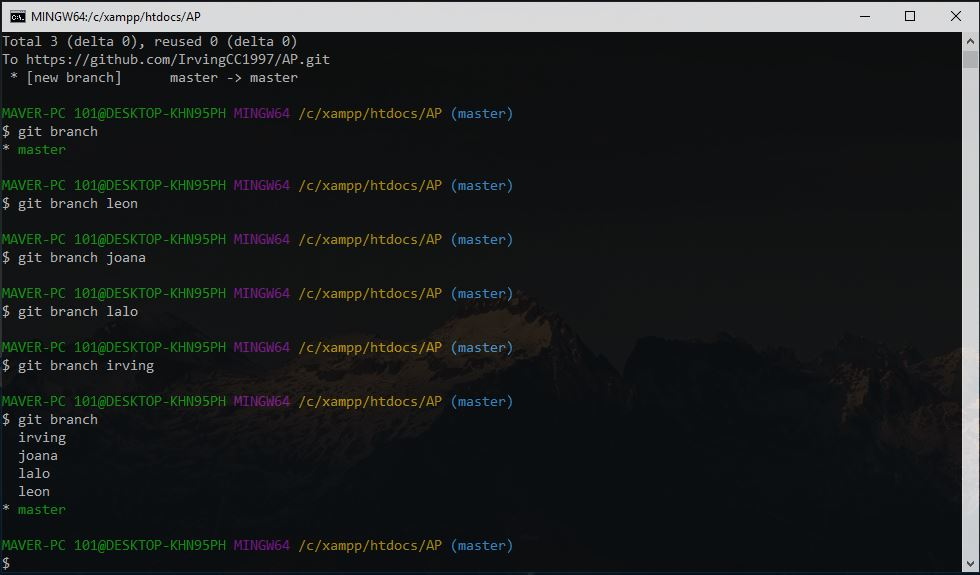 MINGW64:/c/xampp/htdocs/AP
Total 3 (delta 0), reused 0 (delta 0)
To https://github.com/IrvingCC1997/AP.git
 * [new branch]      master -> master
MAVER-PC 101@DESKTOP-KHN95PH MINGW64 /c/xampp/htdocs/AP (master)
$ git branch
* master
MAVER-PC 101@DESKTOP-KHN95PH MINGW64 /c/xampp/htdocs/AP (master)
$ git branch leon
MAVER-PC 101@DESKTOP-KHN95PH MINGW64 /c/xampp/htdocs/AP (master)
$ git branch joana
MAVER-PC 101@DESKTOP-KHN95PH MINGW64 /c/xampp/htdocs/AP (master)
$ git branch lalo
MAVER-PC 101@DESKTOP-KHN95PH MINGW64 /c/xampp/htdocs/AP (master)
$ git branch irving
MAVER-PC 101@DESKTOP-KHN95PH MINGW64 /c/xampp/htdocs/AP (master)
$ git branch
  irving
  joana
  lalo
  leon
* master
MAVER-PC 101@DESKTOP-KHN95PH MINGW64 /c/xampp/htdocs/AP (master)
$